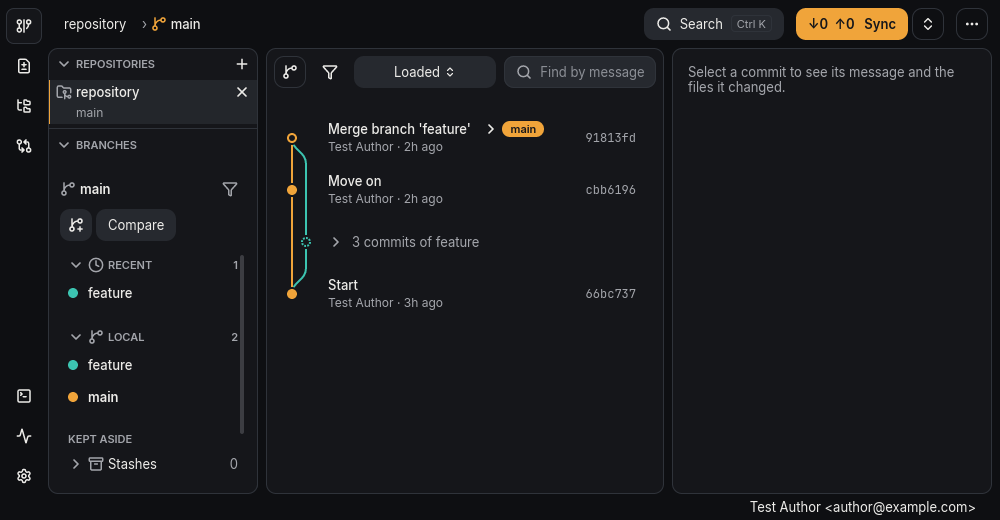 repository › main
Search Ctrl K
↓0 ↑0 Sync
REPOSITORIES
repository
main
BRANCHES
main
Compare
RECENT 1
feature
LOCAL 2
feature
main
KEPT ASIDE
Stashes 0
Loaded
Find by message
Merge branch 'feature' main 91813fd
Test Author · 2h ago
Move on cbb6196
Test Author · 2h ago
3 commits of feature
Start 66bc737
Test Author · 3h ago
Select a commit to see its message and the
files it changed.
Test Author <author@example.com>